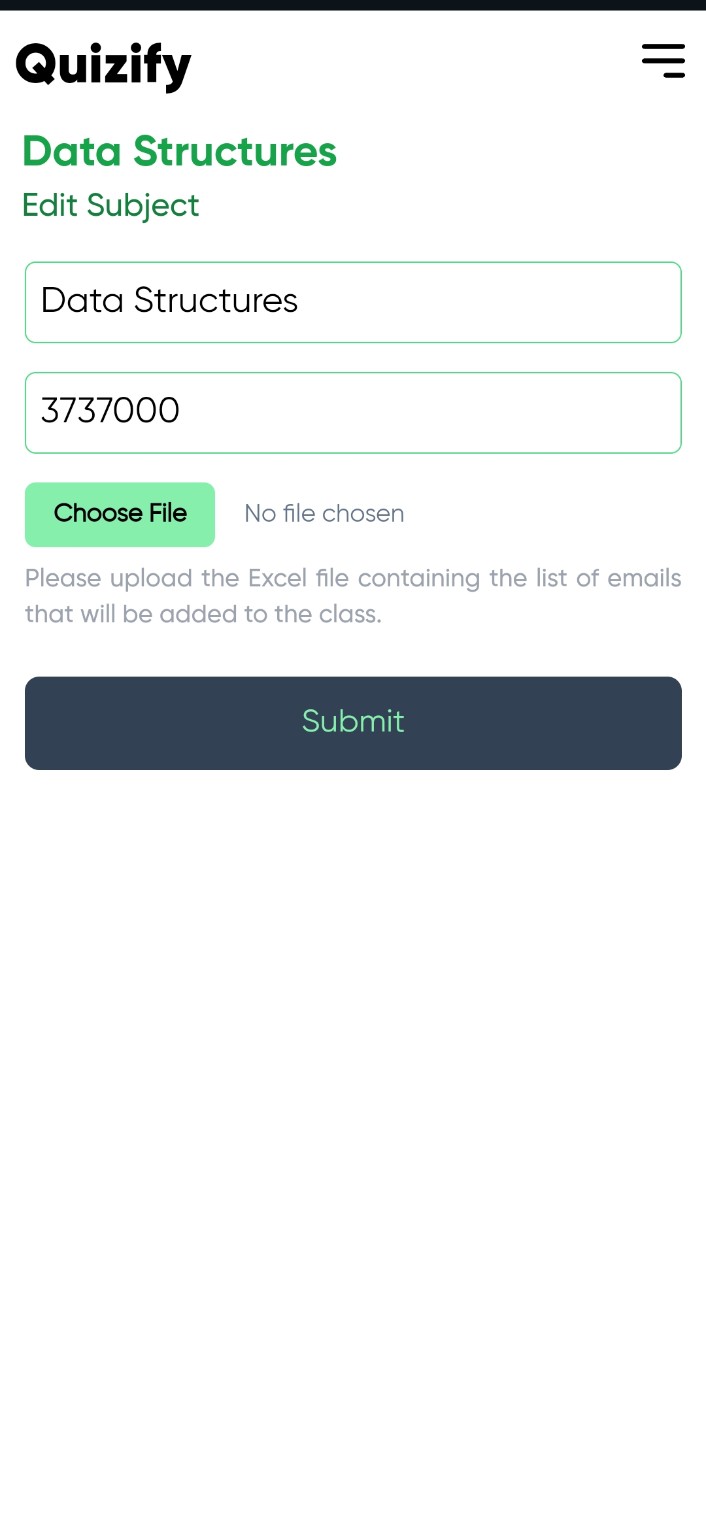 Quizify
Data Structures
Edit Subject
Data Structures
3737000
Choose File No file chosen
Please upload the Excel file containing the list of emails
that will be added to the class.
Submit